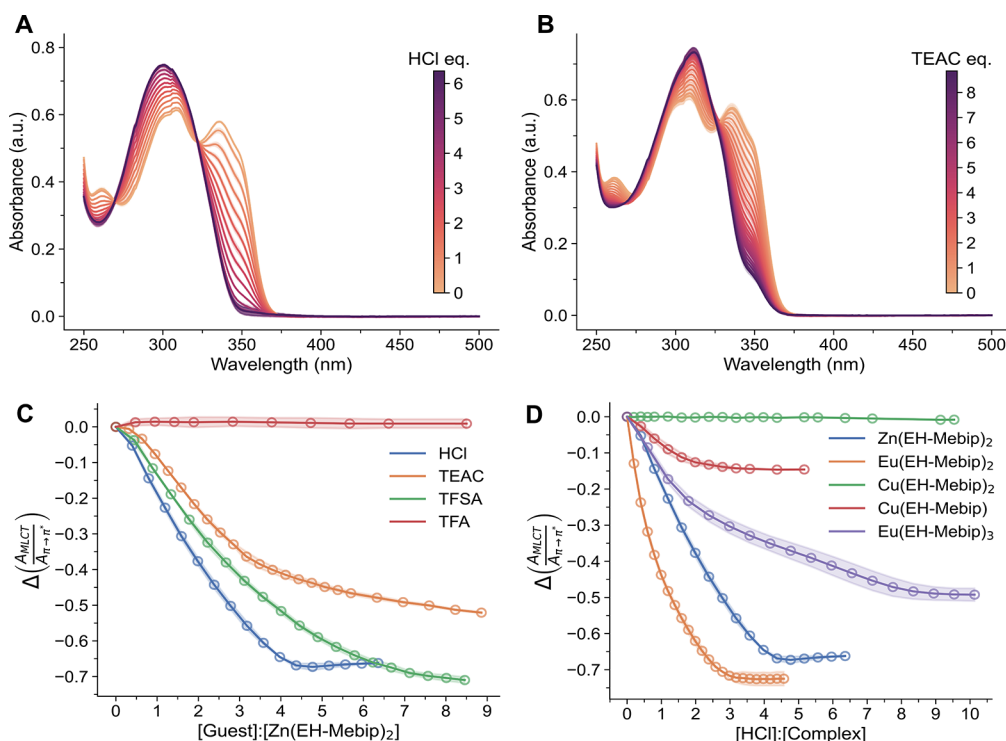 A
HCl eq.
0.8
0.6
0.4
0.2
0.0
Absorbance (a.u.)
250 300 350 400 450 500
Wavelength (nm)
6
5
4
3
2
1
0
B
TEAC eq.
0.8
0.6
0.4
0.2
0.0
Absorbance (a.u.)
250 300 350 400 450 500
Wavelength (nm)
8
7
6
5
4
3
2
1
0
C
0.0
−0.1
−0.2
−0.3
−0.4
−0.5
−0.6
−0.7
Δ(A_MLCT/A_π→π*)
HCl
TEAC
TFSA
TFA
0 1 2 3 4 5 6 7 8 9
[Guest]:[Zn(EH-Mebip)₂]
D
0.0
−0.1
−0.2
−0.3
−0.4
−0.5
−0.6
−0.7
Δ(A_MLCT/A_π→π*)
Zn(EH-Mebip)₂
Eu(EH-Mebip)₂
Cu(EH-Mebip)₂
Cu(EH-Mebip)
Eu(EH-Mebip)₃
0 1 2 3 4 5 6 7 8 9 10
[HCl]:[Complex]